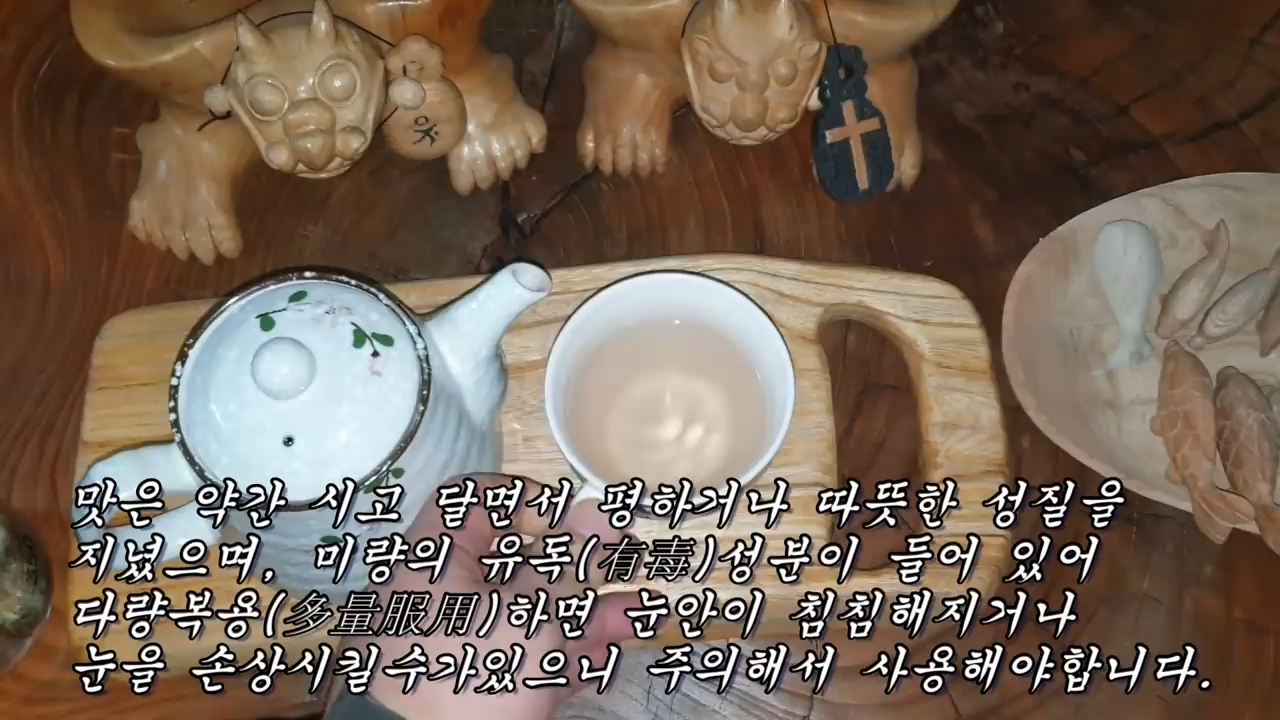 맛은 약간 시고 달면서 평하거나 따뜻한 성질을
지녔으며, 미량의 유독(有毒)성분이 들어 있어
다량복용(多量服用)하면 눈안이 침침해지거나
눈을 손상시킬수가있으니 주의해서 사용해야합니다.